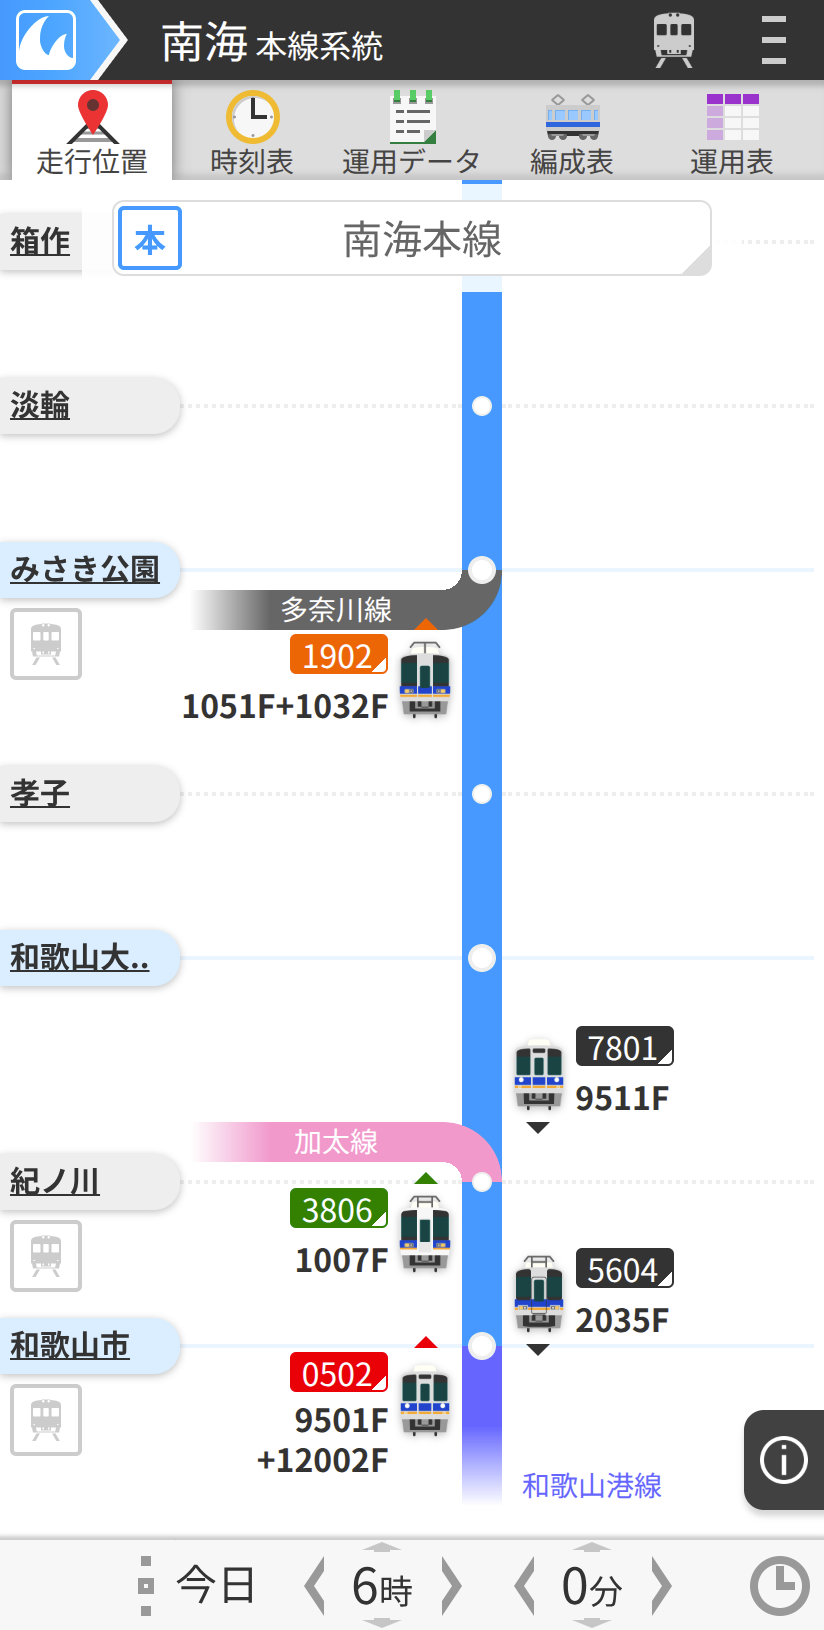 南海 本線系統
走行位置 時刻表 運用データ 編成表 運用表
箱作
本 南海本線
淡輪
みさき公園
多奈川線
1902
1051F+1032F
孝子
和歌山大..
7801
9511F
加太線
紀ノ川
3806
1007F
5604
2035F
和歌山市
0502
9501F
+12002F
和歌山港線
今日 6時 0分